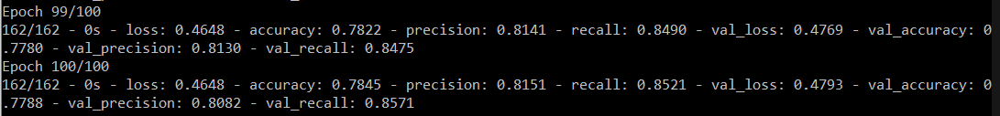 Epoch 99/100
162/162 - 0s - loss: 0.4648 - accuracy: 0.7822 - precision: 0.8141 - recall: 0.8490 - val_loss: 0.4769 - val_accuracy: 0
.7780 - val_precision: 0.8130 - val_recall: 0.8475
Epoch 100/100
162/162 - 0s - loss: 0.4648 - accuracy: 0.7845 - precision: 0.8151 - recall: 0.8521 - val_loss: 0.4793 - val_accuracy: 0
.7788 - val_precision: 0.8082 - val_recall: 0.8571